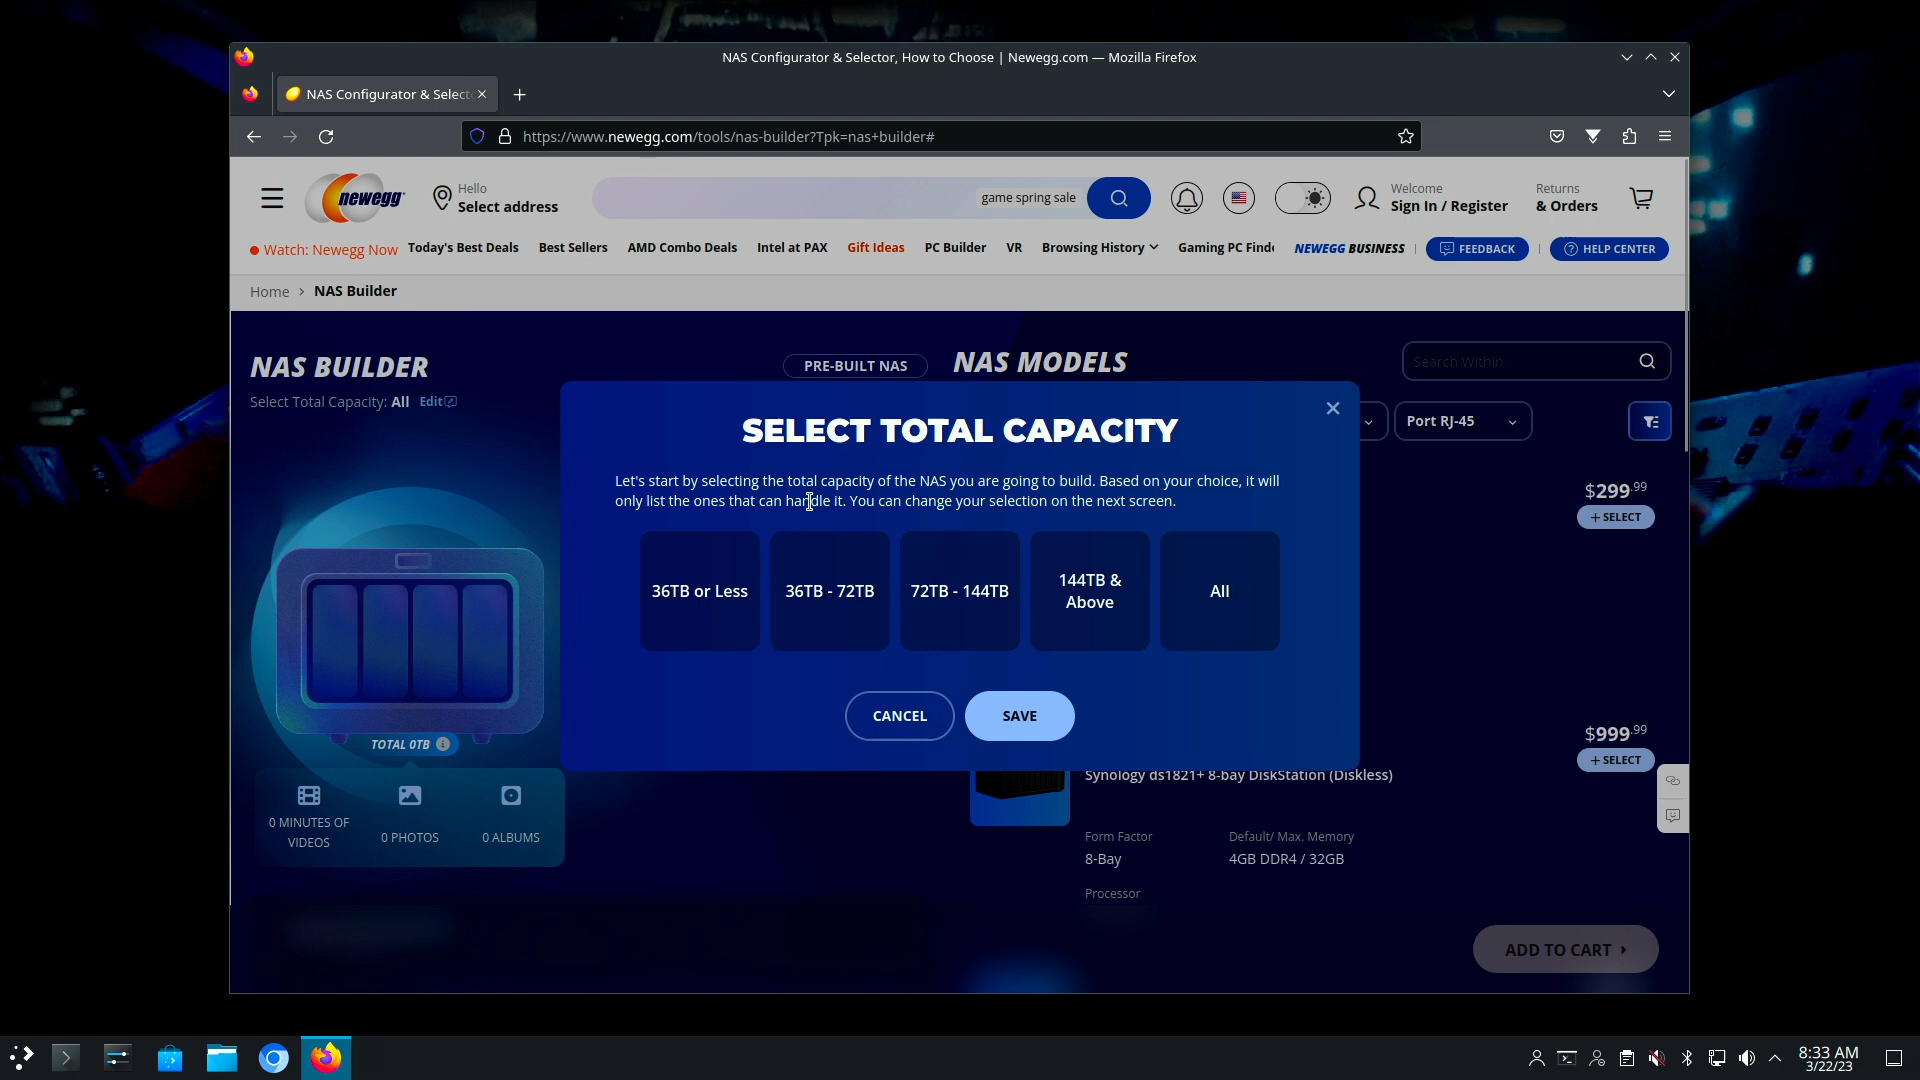 NAS Configurator & Selector, How to Choose | Newegg.com — Mozilla Firefox
NAS Configurator & Select
https://www.newegg.com/tools/nas-builder?Tpk=nas+builder#
newegg
Hello
Select address
game spring sale
Welcome
Sign In / Register
Returns
& Orders
Watch: Newegg Now
Today's Best Deals
Best Sellers
AMD Combo Deals
Intel at PAX
Gift Ideas
PC Builder
VR
Browsing History
Gaming PC Finde
NEWEGG BUSINESS
FEEDBACK
HELP CENTER
Home > NAS Builder
NAS BUILDER
PRE-BUILT NAS
NAS MODELS
Search Within
Select Total Capacity: All Edit
Port RJ-45
SELECT TOTAL CAPACITY
Let's start by selecting the total capacity of the NAS you are going to build. Based on your choice, it will
only list the ones that can handle it. You can change your selection on the next screen.
36TB or Less
36TB - 72TB
72TB - 144TB
144TB &
Above
All
CANCEL
SAVE
$299.99
+ SELECT
$999.99
+ SELECT
TOTAL 0TB
0 MINUTES OF
VIDEOS
0 PHOTOS
0 ALBUMS
Synology ds1821+ 8-bay DiskStation (Diskless)
Form Factor
8-Bay
Default/ Max. Memory
4GB DDR4 / 32GB
Processor
ADD TO CART
8:33 AM
3/22/23